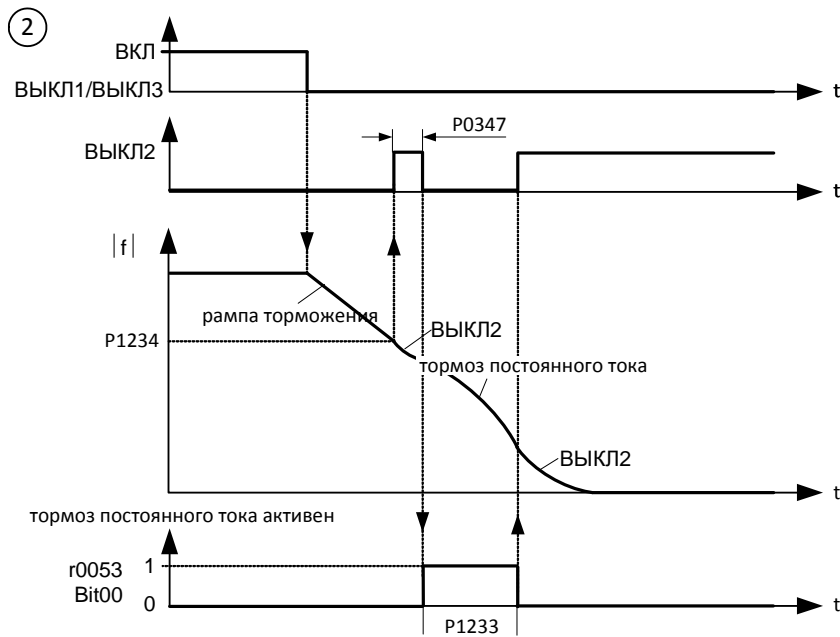 2
ВКЛ
ВЫКЛ1/ВЫКЛ3
t
P0347
ВЫКЛ2
t
|f|
рампа торможения
P1234
ВЫКЛ2
тормоз постоянного тока
ВЫКЛ2
t
тормоз постоянного тока активен
r0053 1
Bit00 0
t
P1233